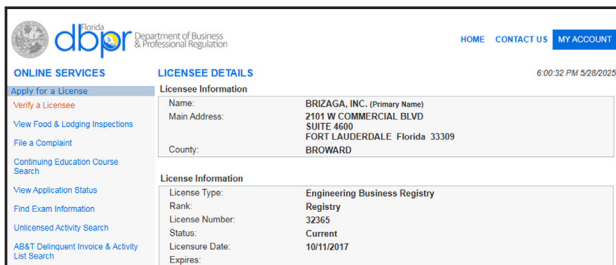 Florida
dbpr Department of Business
& Professional Regulation
HOME CONTACT US MY ACCOUNT
ONLINE SERVICES
Apply for a License
Verify a Licensee
View Food & Lodging Inspections
File a Complaint
Continuing Education Course
Search
View Application Status
Find Exam Information
Unlicensed Activity Search
AB&T Delinquent Invoice & Activity
List Search
LICENSEE DETAILS 6:00:32 PM 5/28/2025
Licensee Information
Name: BRIZAGA, INC. (Primary Name)
Main Address: 2101 W COMMERCIAL BLVD
SUITE 4600
FORT LAUDERDALE Florida 33309
County: BROWARD
License Information
License Type: Engineering Business Registry
Rank: Registry
License Number: 32365
Status: Current
Licensure Date: 10/11/2017
Expires: